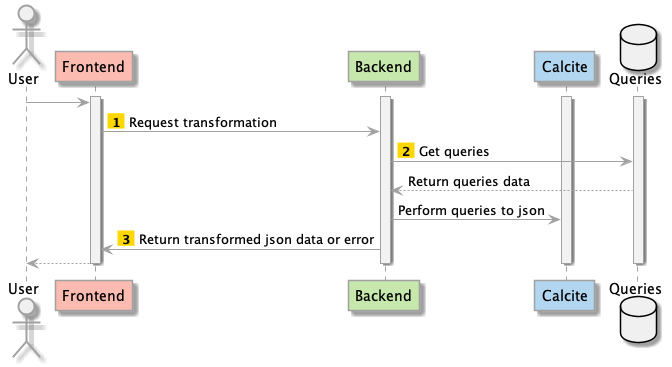 User
Frontend
Backend
Calcite
Queries
1 Request transformation
2 Get queries
Return queries data
Perform queries to json
3 Return transformed json data or error
User
Frontend
Backend
Calcite
Queries